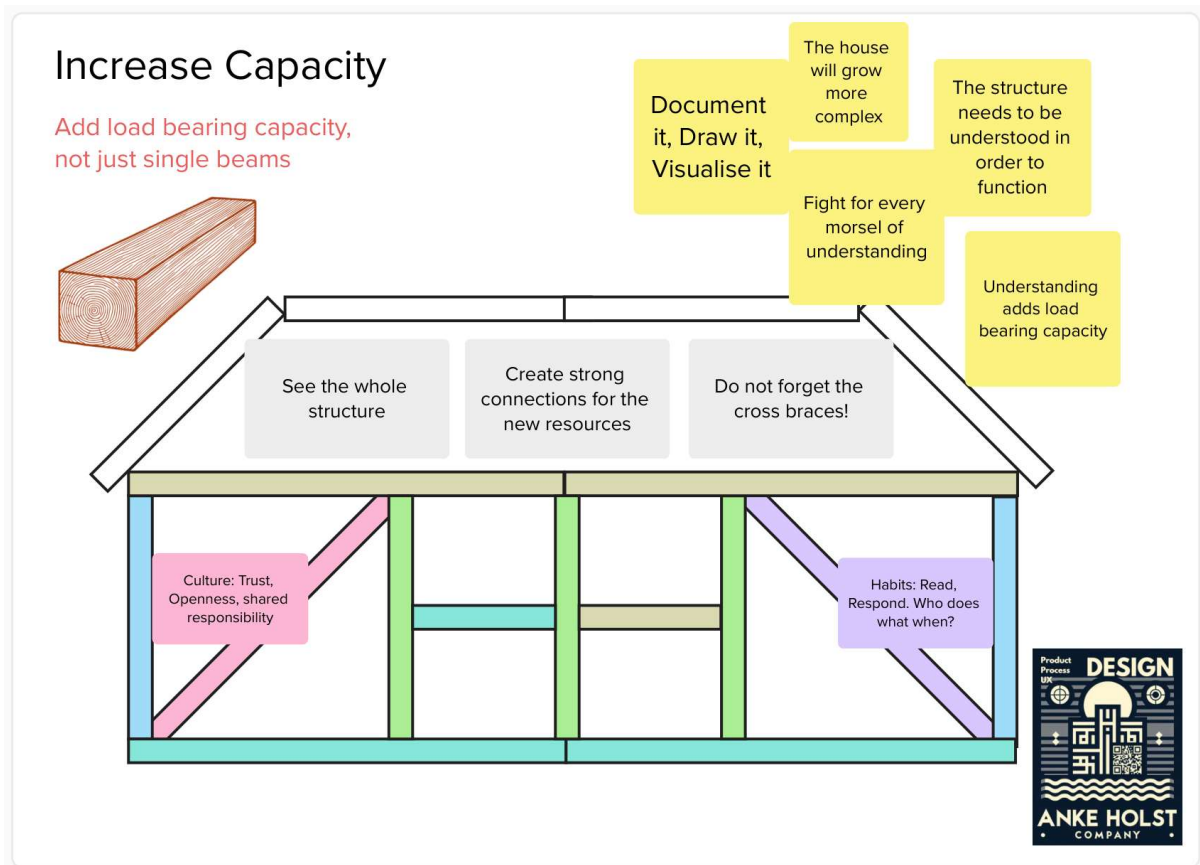 Increase Capacity
Add load bearing capacity,
not just single beams
Document
it, Draw it,
Visualise it
The house
will grow
more
complex
The structure
needs to be
understood in
order to
function
Fight for every
morsel of
understanding
Understanding
adds load
bearing capacity
See the whole
structure
Create strong
connections for the
new resources
Do not forget the
cross braces!
Culture: Trust,
Openness, shared
responsibility
Habits: Read,
Respond. Who does
what when?
Product
Process
UX
DESIGN
ANKE HOLST
COMPANY